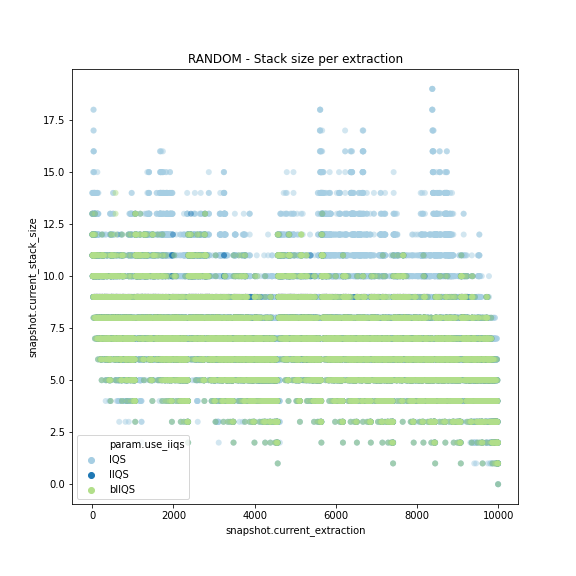 RANDOM - Stack size per extraction
snapshot.current_stack_size
17.5
15.0
12.5
10.0
7.5
5.0
2.5
0.0
param.use_iiqs
IQS
IIQS
bIIQS
0
2000
4000
6000
8000
10000
snapshot.current_extraction